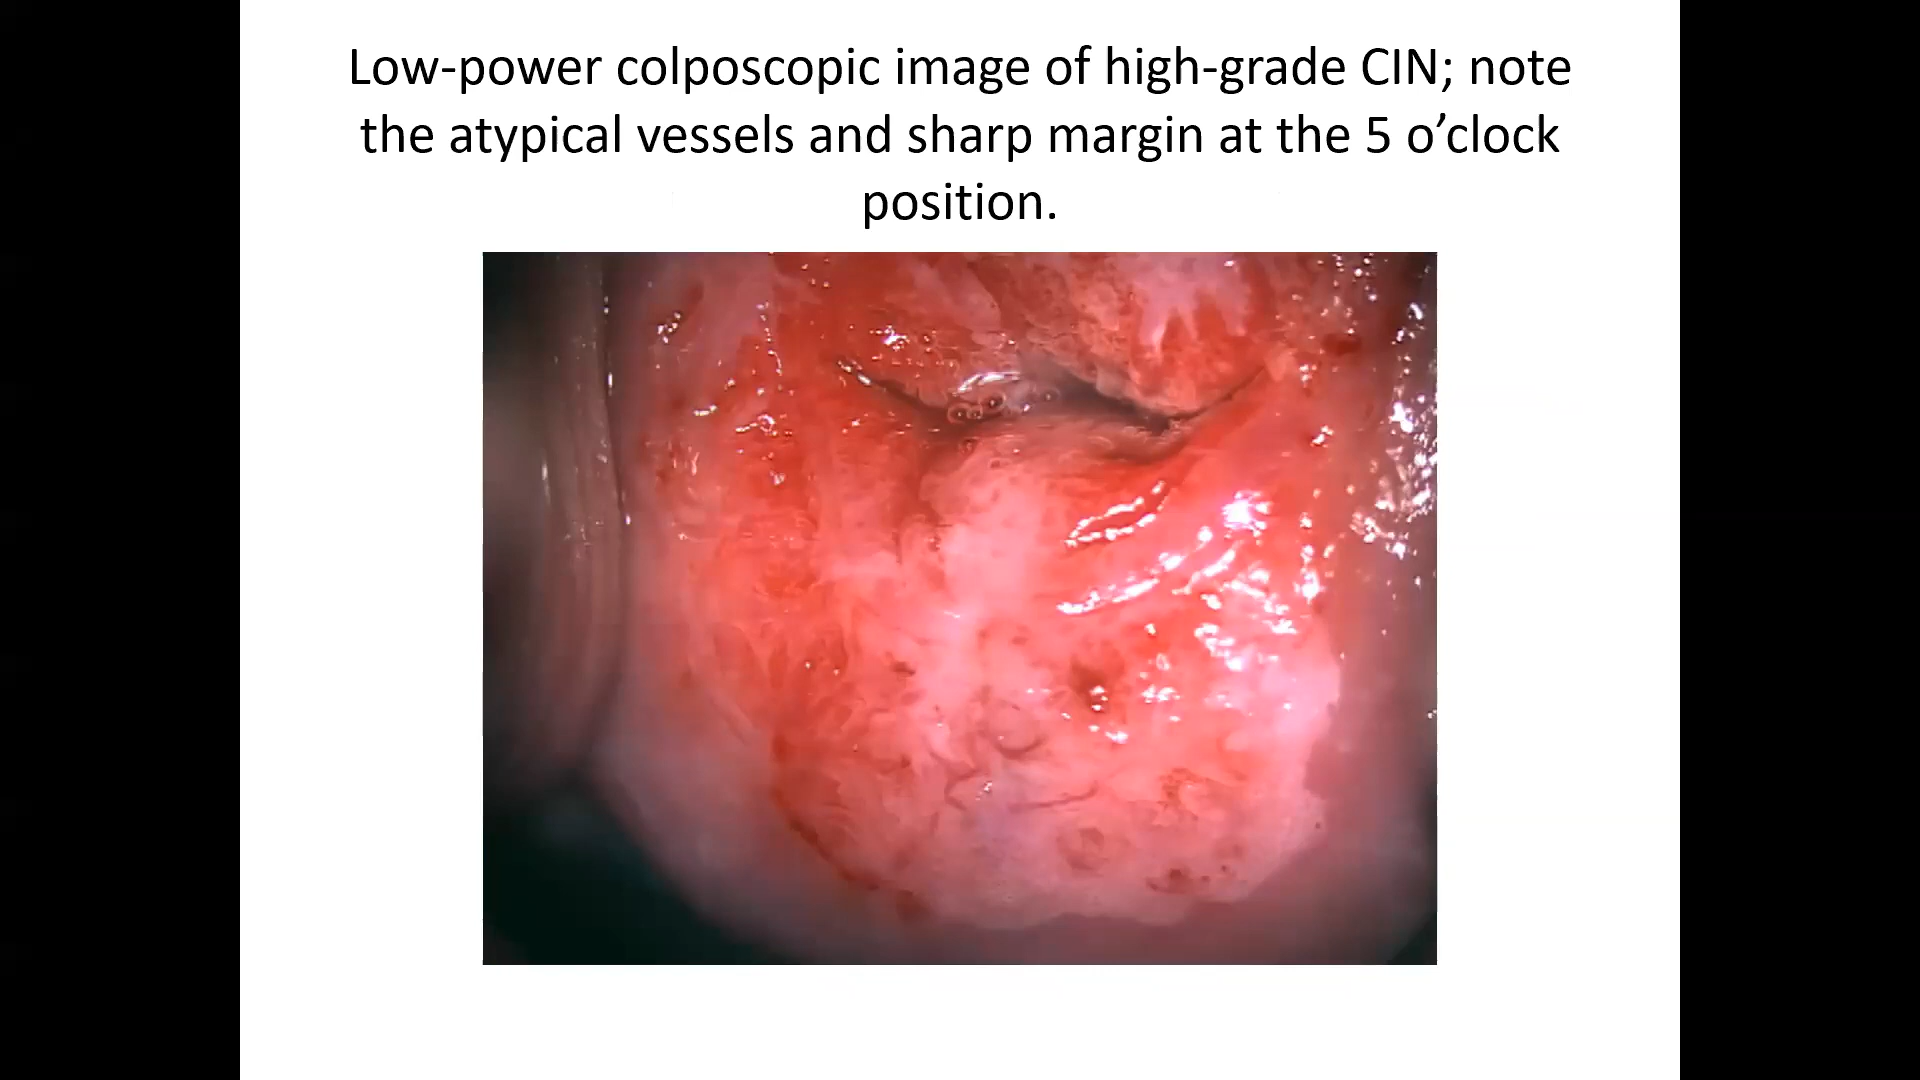 Low-power colposcopic image of high-grade CIN; note
the atypical vessels and sharp margin at the 5 o’clock
position.